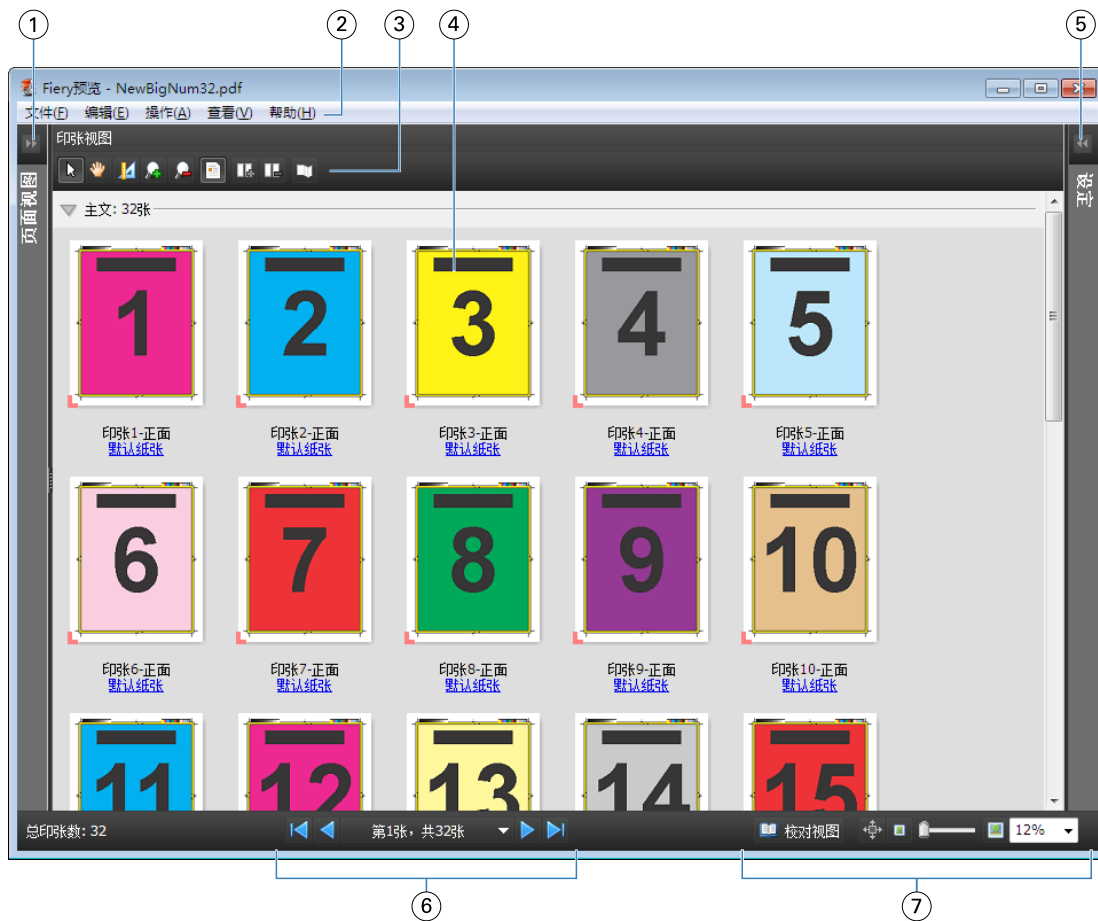 1 2 3 4 5
Fiery预览 - NewBigNum32.pdf
文件(F) 编辑(E) 操作(A) 查看(V) 帮助(H)
印张视图
页面视图
设定
主文: 32张
1 2 3 4 5
印张1-正面 印张2-正面 印张3-正面 印张4-正面 印张5-正面
默认纸张 默认纸张 默认纸张 默认纸张 默认纸张
6 7 8 9 10
印张6-正面 印张7-正面 印张8-正面 印张9-正面 印张10-正面
默认纸张 默认纸张 默认纸张 默认纸张 默认纸张
11 12 13 14 15
总印张数: 32 第1张，共32张 校对视图 12%
6 7